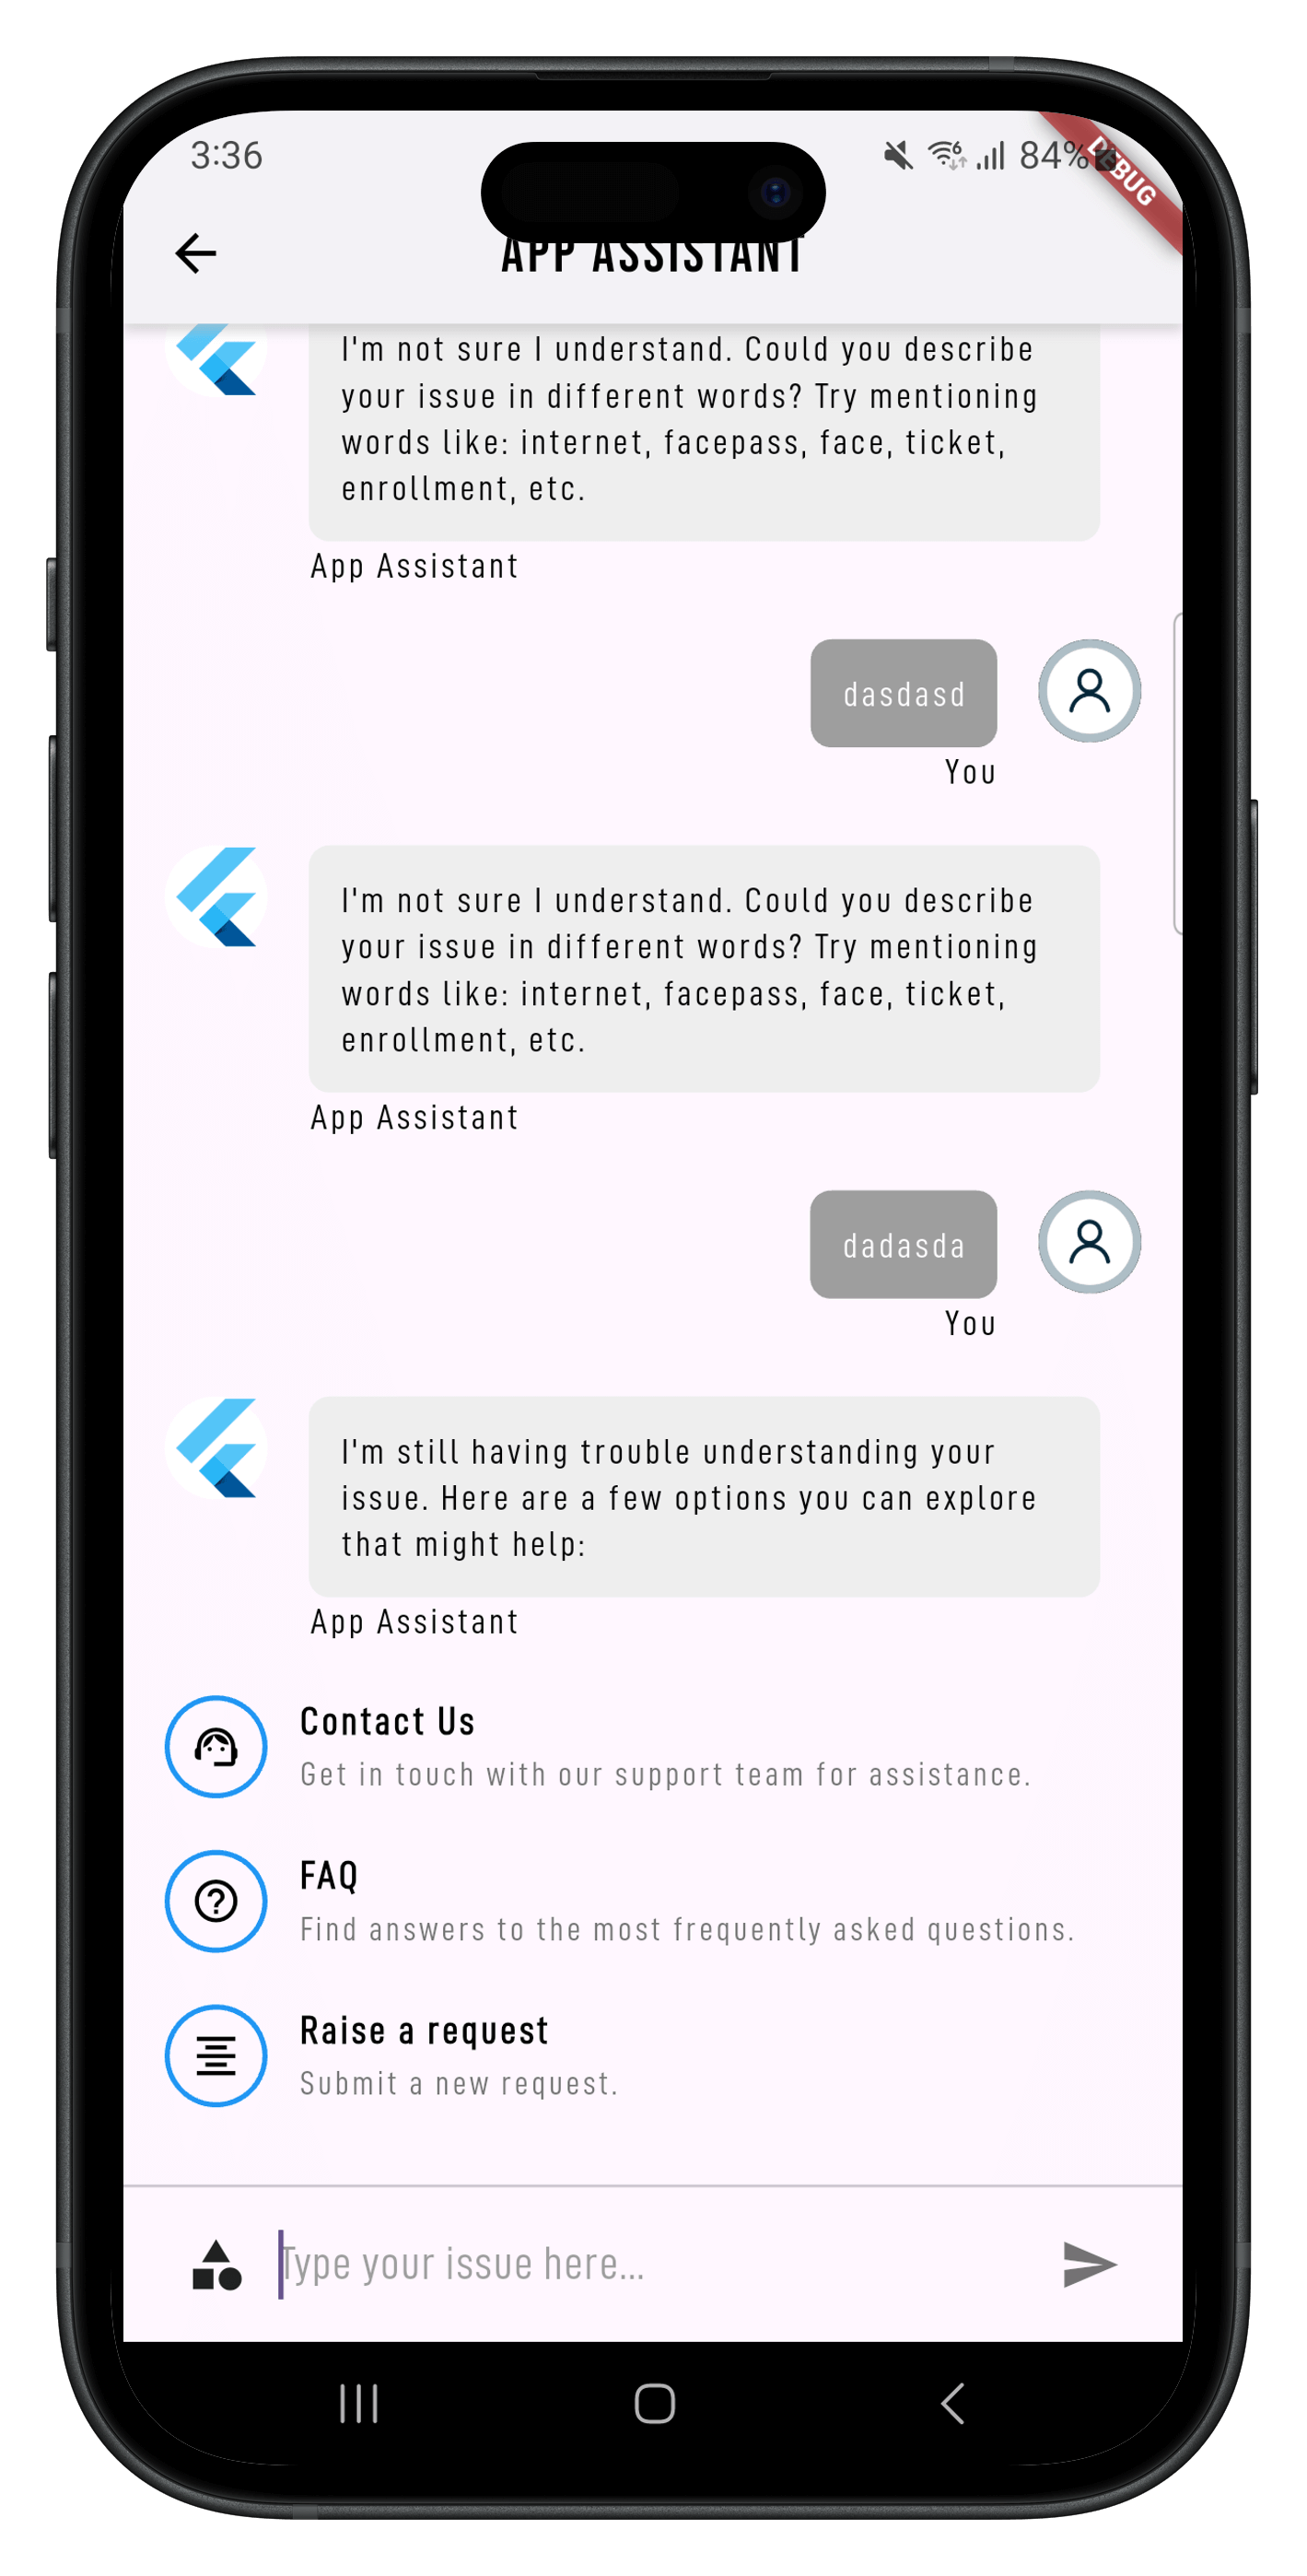 3:36
84%
DEBUG
APP ASSISTANT
I'm not sure I understand. Could you describe
your issue in different words? Try mentioning
words like: internet, facepass, face, ticket,
enrollment, etc.
App Assistant
dasdasd
You
I'm not sure I understand. Could you describe
your issue in different words? Try mentioning
words like: internet, facepass, face, ticket,
enrollment, etc.
App Assistant
dadasda
You
I'm still having trouble understanding your
issue. Here are a few options you can explore
that might help:
App Assistant
Contact Us
Get in touch with our support team for assistance.
FAQ
Find answers to the most frequently asked questions.
Raise a request
Submit a new request.
Type your issue here...